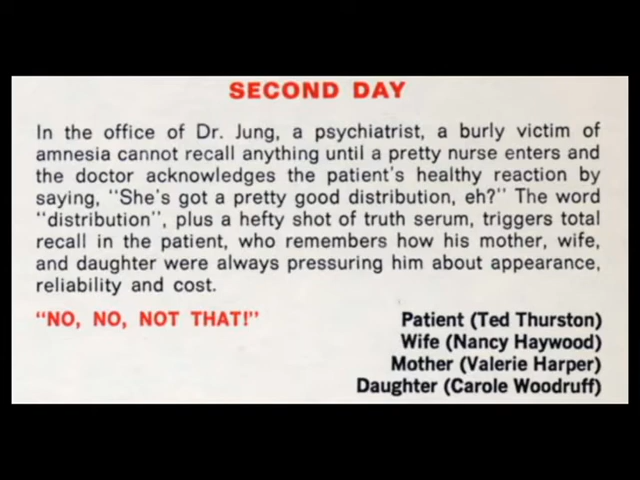 SECOND DAY
In the office of Dr. Jung, a psychiatrist, a burly victim of
amnesia cannot recall anything until a pretty nurse enters and
the doctor acknowledges the patient's healthy reaction by
saying, "She's got a pretty good distribution, eh?" The word
"distribution", plus a hefty shot of truth serum, triggers total
recall in the patient, who remembers how his mother, wife,
and daughter were always pressuring him about appearance,
reliability and cost.
"NO, NO, NOT THAT!"
Patient (Ted Thurston)
Wife (Nancy Haywood)
Mother (Valerie Harper)
Daughter (Carole Woodruff)